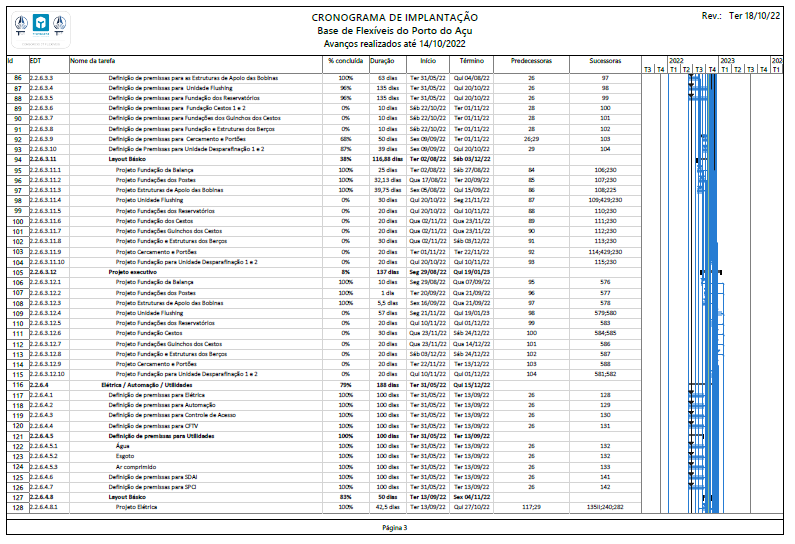 CRONOGRAMA DE IMPLANTAÇÃO
Base de Flexíveis do Porto do Açu
Avanços realizados até 14/10/2022
Rev.: Ter 18/10/22
Id EDT Nome da tarefa % concluída Duração Início Término Predecessoras Sucessoras 2022 2023
T3 T4 T1 T2 T3 T4 T1 T2 T3 T4 T1
86 2.2.6.3.3 Definição de premissas para as Estruturas de Apoio das Bobinas 100% 63 dias Ter 31/05/22 Qui 04/08/22 26 97
87 2.2.6.3.4 Definição de premissas para Unidade Flushing 96% 135 dias Ter 31/05/22 Qui 20/10/22 26 98
88 2.2.6.3.5 Definição de premissas para Fundação dos Reservatórios 96% 135 dias Ter 31/05/22 Qui 20/10/22 26 99
89 2.2.6.3.6 Definição de premissas para Fundação Cestos 1 e 2 0% 10 dias Sáb 22/10/22 Ter 01/11/22 28 100
90 2.2.6.3.7 Definição de premissas para Fundações do Guinchos dos Cestos 0% 10 dias Sáb 22/10/22 Ter 01/11/22 28 101
91 2.2.6.3.8 Definição de premissas para Fundação e Estruturas dos Berços 0% 10 dias Sáb 22/10/22 Ter 01/11/22 28 102
92 2.2.6.3.9 Definição de premissas para Cercamento e Portões 68% 50 dias Sex 09/09/22 Ter 01/11/22 26;29 103
93 2.2.6.3.10 Definição de Premissas para Unidade Desparafinação 1 e 2 87% 39 dias Sex 09/09/22 Qui 20/10/22 29 104
94 2.2.6.3.11 Layout Básico 38% 116,88 dias Ter 02/08/22 Sáb 03/12/22
95 2.2.6.3.11.1 Projeto Fundação de Balança 100% 25 dias Ter 02/08/22 Sáb 27/08/22 84 106;230
96 2.2.6.3.11.2 Projeto Fundações dos Postes 100% 32,13 dias Qua 17/08/22 Ter 20/09/22 85 107;230
97 2.2.6.3.11.3 Projeto Estruturas de Apoio das Bobinas 100% 39,75 dias Sex 05/08/22 Qui 15/09/22 86 108;225
98 2.2.6.3.11.4 Projeto Unidade Flushing 0% 30 dias Qui 20/10/22 Seg 21/11/22 87 109;429;230
99 2.2.6.3.11.5 Projeto Fundações dos Reservatórios 0% 20 dias Qui 20/10/22 Qui 10/11/22 88 110;230
100 2.2.6.3.11.6 Projeto Fundação dos Cestos 0% 20 dias Qua 02/11/22 Qua 23/11/22 89 111;230
101 2.2.6.3.11.7 Projeto Fundações Guinchos dos Cestos 0% 20 dias Qua 02/11/22 Qua 23/11/22 90 112;230
102 2.2.6.3.11.8 Projeto Fundação e Estruturas do Berços 0% 30 dias Qua 02/11/22 Sáb 03/12/22 91 113;230
103 2.2.6.3.11.9 Projeto Cercamento e Portões 0% 20 dias Ter 01/11/22 Ter 22/11/22 92 114;429;230
104 2.2.6.3.11.10 Projeto Fundação para Unidade Desparafinação 1 e 2 0% 20 dias Qui 20/10/22 Qui 10/11/22 93 115;230
105 2.2.6.3.12 Projeto executivo 8% 137 dias Seg 29/08/22 Qui 19/01/23
106 2.2.6.3.12.1 Projeto Fundação da Balança 0% 10 dias Seg 29/08/22 Qua 07/09/22 95 576
107 2.2.6.3.12.2 Projeto Fundações dos Postes 0% 1 dia Ter 20/09/22 Qua 21/09/22 96 577
108 2.2.6.3.12.3 Projeto Estruturas de Apoio das Bobinas 100% 5,5 dias Sex 16/09/22 Qua 21/09/22 97 578
109 2.2.6.3.12.4 Projeto Unidade Flushing 0% 57 dias Seg 21/11/22 Qui 19/01/23 98 579;580
110 2.2.6.3.12.5 Projeto Fundações dos Reservatórios 0% 20 dias Qui 10/11/22 Qui 01/12/22 99 583
111 2.2.6.3.12.6 Projeto Fundação Cestos 0% 30 dias Qua 23/11/22 Sáb 24/12/22 100 584;585
112 2.2.6.3.12.7 Projeto Fundações Guinchos dos Cestos 0% 20 dias Qua 23/11/22 Qua 14/12/22 101 586
113 2.2.6.3.12.8 Projeto Fundação e Estruturas dos Berços 0% 20 dias Sáb 03/12/22 Sáb 24/12/22 102 587
114 2.2.6.3.12.9 Projeto Cercamento e Portões 0% 20 dias Ter 22/11/22 Ter 13/12/22 103 588
115 2.2.6.3.12.10 Projeto Fundação para Unidade Desparafinação 1 e 2 0% 20 dias Qui 10/11/22 Qui 01/12/22 104 581;582
116 2.2.6.4 Elétrica / Automação / Utilidades 79% 188 dias Ter 31/05/22 Qui 15/12/22
117 2.2.6.4.1 Definição de premissas para Elétrica 100% 100 dias Ter 31/05/22 Ter 13/09/22 26 128
118 2.2.6.4.2 Definição de premissas para Automação 100% 100 dias Ter 31/05/22 Ter 13/09/22 26 129
119 2.2.6.4.3 Definição de premissas para Controle de Acesso 100% 100 dias Ter 31/05/22 Ter 13/09/22 26 130
120 2.2.6.4.4 Definição de premissas para CFTV 100% 100 dias Ter 31/05/22 Ter 13/09/22 26 131
121 2.2.6.4.5 Definição de premissas para Utilidades 100% 100 dias Ter 31/05/22 Ter 13/09/22
122 2.2.6.4.5.1 Água 100% 100 dias Ter 31/05/22 Ter 13/09/22 26 132
123 2.2.6.4.5.2 Esgoto 100% 100 dias Ter 31/05/22 Ter 13/09/22 26 132
124 2.2.6.4.5.3 Ar comprimido 100% 100 dias Ter 31/05/22 Ter 13/09/22 26 133
125 2.2.6.4.6 Definição de premissas para SDAI 100% 100 dias Ter 31/05/22 Ter 13/09/22 26 141
126 2.2.6.4.7 Definição de premissas para SPCI 100% 100 dias Ter 31/05/22 Ter 13/09/22 26 142
127 2.2.6.4.8 Layout Básico 83% 50 dias Ter 13/09/22 Sex 04/11/22
128 2.2.6.4.8.1 Projeto Elétrica 100% 42,5 dias Ter 13/09/22 Qui 27/10/22 117;29 135II;240;282
Página 3